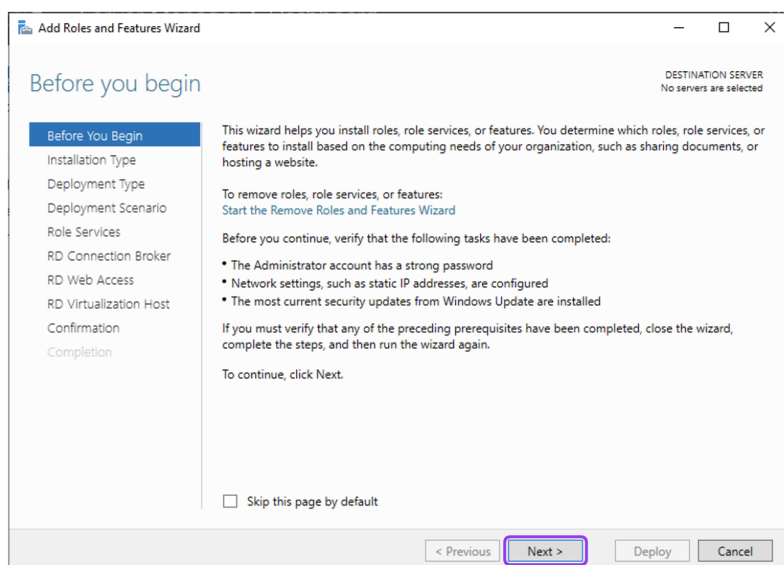 Add Roles and Features Wizard
Before you begin
DESTINATION SERVER
No servers are selected
Before You Begin
Installation Type
Deployment Type
Deployment Scenario
Role Services
RD Connection Broker
RD Web Access
RD Virtualization Host
Confirmation
Completion
This wizard helps you install roles, role services, or features. You determine which roles, role services, or
features to install based on the computing needs of your organization, such as sharing documents, or
hosting a website.
To remove roles, role services, or features:
Start the Remove Roles and Features Wizard
Before you continue, verify that the following tasks have been completed:
• The Administrator account has a strong password
• Network settings, such as static IP addresses, are configured
• The most current security updates from Windows Update are installed
If you must verify that any of the preceding prerequisites have been completed, close the wizard,
complete the steps, and then run the wizard again.
To continue, click Next.
Skip this page by default
< Previous
Next >
Deploy
Cancel